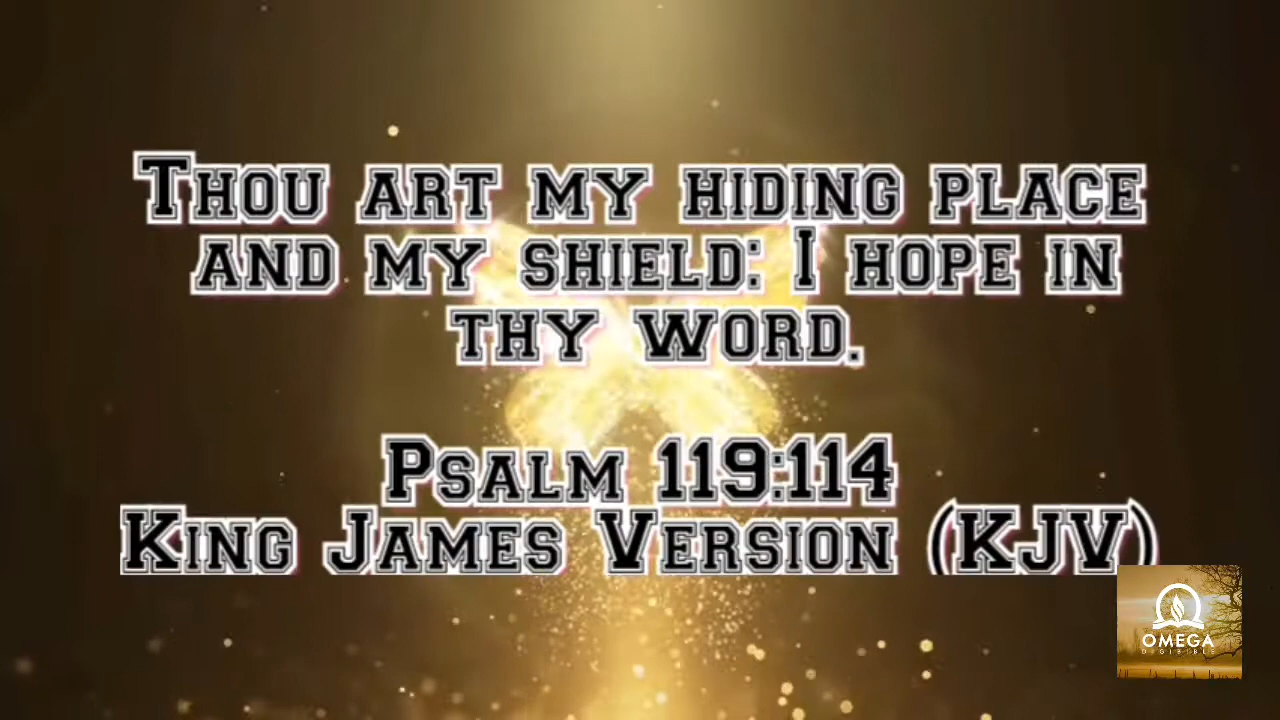 Thou art my hiding place
and my shield: I hope in
thy word.
Psalm 119:114
King James Version (KJV)
OMEGA
DIGIBIBLE